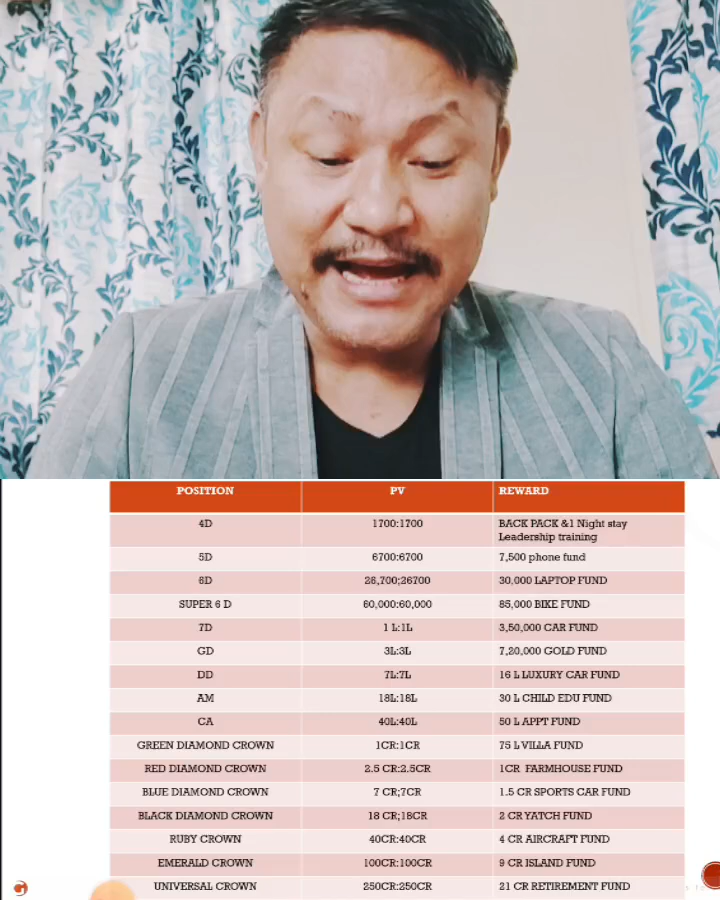 POSITION PV REWARD
4D 1700:1700 BACK PACK &1 Night stay
Leadership training
5D 6700:6700 7,500 phone fund
6D 26,700;26700 30,000 LAPTOP FUND
SUPER 6 D 60,000:60,000 85,000 BIKE FUND
7D 1 L:1L 3,50,000 CAR FUND
GD 3L:3L 7,20,000 GOLD FUND
DD 7L:7L 16 L LUXURY CAR FUND
AM 18L:18L 30 L CHILD EDU FUND
CA 40L:40L 50 L APPT FUND
GREEN DIAMOND CROWN 1CR:1CR 75 L VILLA FUND
RED DIAMOND CROWN 2.5 CR:2.5CR 1CR FARMHOUSE FUND
BLUE DIAMOND CROWN 7 CR;7CR 1.5 CR SPORTS CAR FUND
BLACK DIAMOND CROWN 18 CR;18CR 2 CR YATCH FUND
RUBY CROWN 40CR:40CR 4 CR AIRCRAFT FUND
EMERALD CROWN 100CR:100CR 9 CR ISLAND FUND
UNIVERSAL CROWN 250CR:250CR 21 CR RETIREMENT FUND